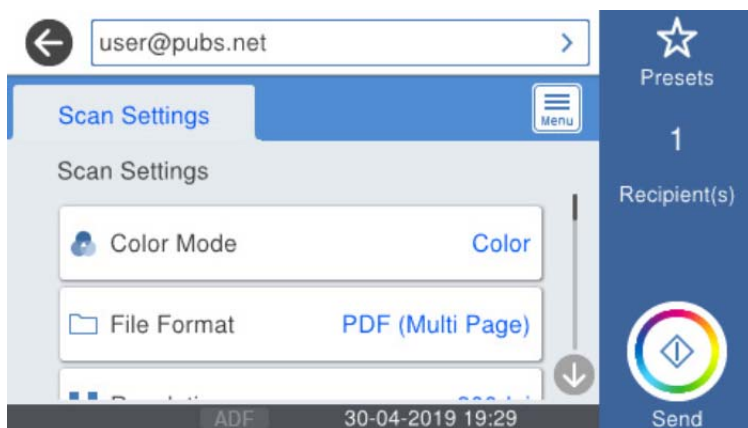 user@pubs.net
Presets
Scan Settings
Menu
1
Recipient(s)
Scan Settings
Color Mode Color
File Format PDF (Multi Page)
ADF 30-04-2019 19:29
Send